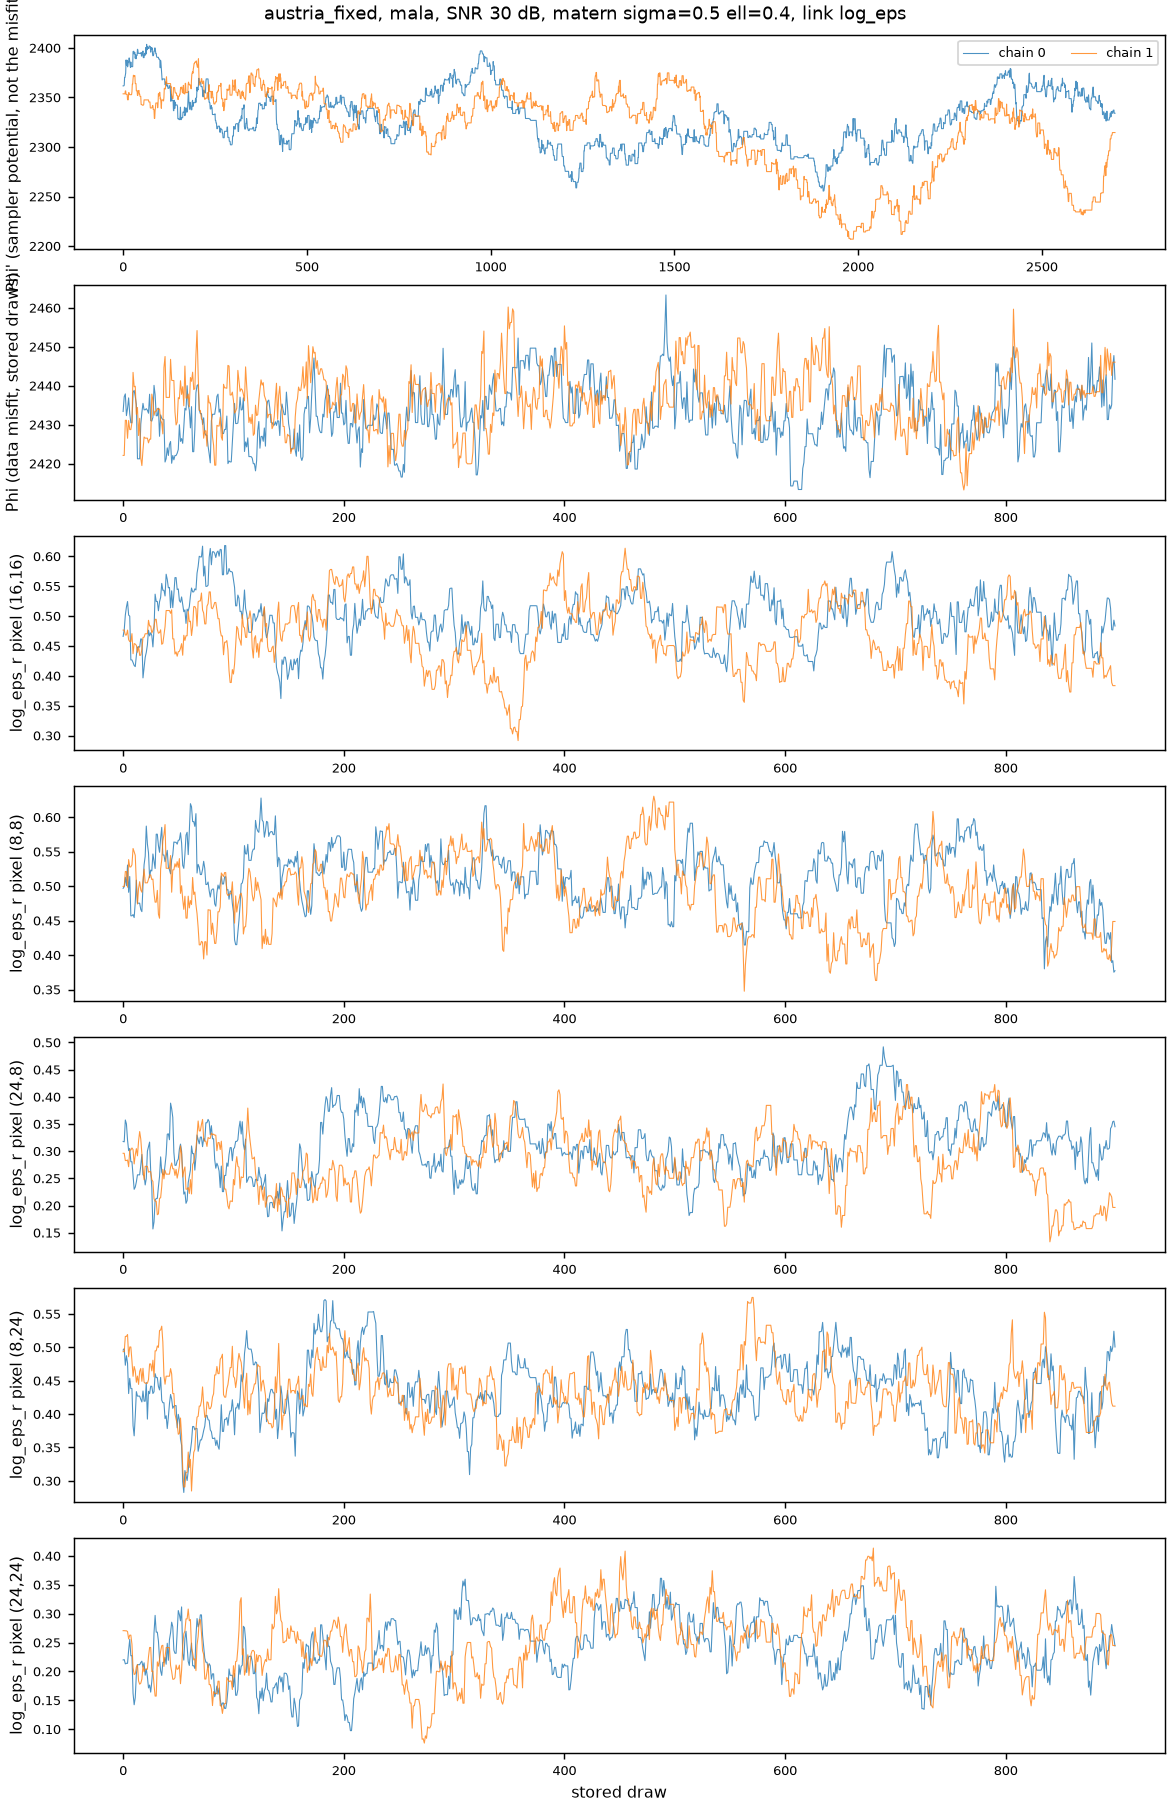 austria_fixed, mala, SNR 30 dB, matern sigma=0.5 ell=0.4, link log_eps
(sampler potential, not the misfit
chain 0
chain 1
2400
2350
2300
2250
2200
0 500 1000 1500 2000 2500
Phi (data misfit, stored draws)
2460
2450
2440
2430
2420
0 200 400 600 800
log_eps_r pixel (16,16)
0.60
0.55
0.50
0.45
0.40
0.35
0.30
0 200 400 600 800
log_eps_r pixel (8,8)
0.60
0.55
0.50
0.45
0.40
0.35
0 200 400 600 800
log_eps_r pixel (24,8)
0.50
0.45
0.40
0.35
0.30
0.25
0.20
0.15
0 200 400 600 800
log_eps_r pixel (8,24)
0.55
0.50
0.45
0.40
0.35
0.30
0 200 400 600 800
log_eps_r pixel (24,24)
0.40
0.35
0.30
0.25
0.20
0.15
0.10
0 200 400 600 800
stored draw